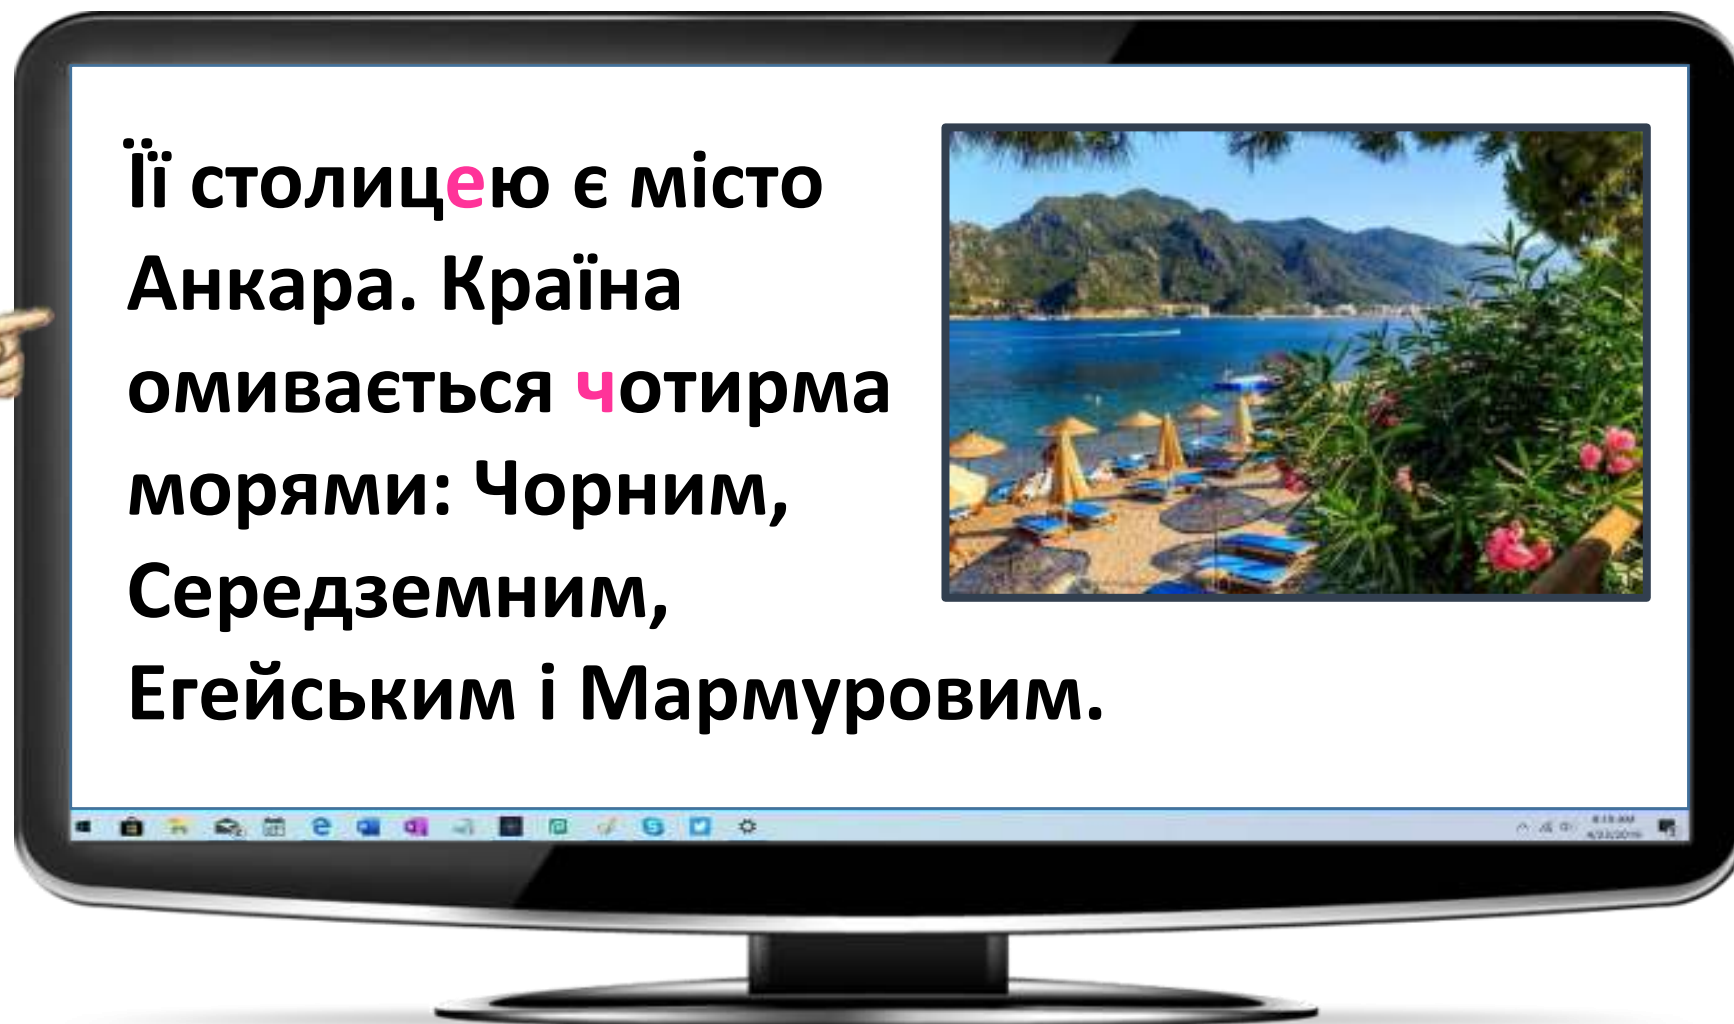 Її столицею є місто
Анкара. Країна
омивається чотирма
морями: Чорним,
Середземним,
Егейським і Мармуровим.